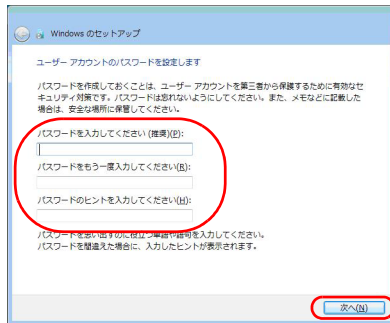 Windows のセットアップ
ユーザー アカウントのパスワードを設定します
パスワードを作成しておくことは、ユーザー アカウントを第三者から保護するために有効なセ
キュリティ対策です。パスワードは忘れないようにしてください。また、メモなどに記載した
場合は、安全な場所に保管してください。
パスワードを入力してください (推奨)(P):
パスワードをもう一度入力してください(R):
パスワードのヒントを入力してください(H):
パスワードを思い出すのに役立つ単語や語句を入力してください。
パスワードを間違えた場合に、入力したヒントが表示されます。
次へ(N)